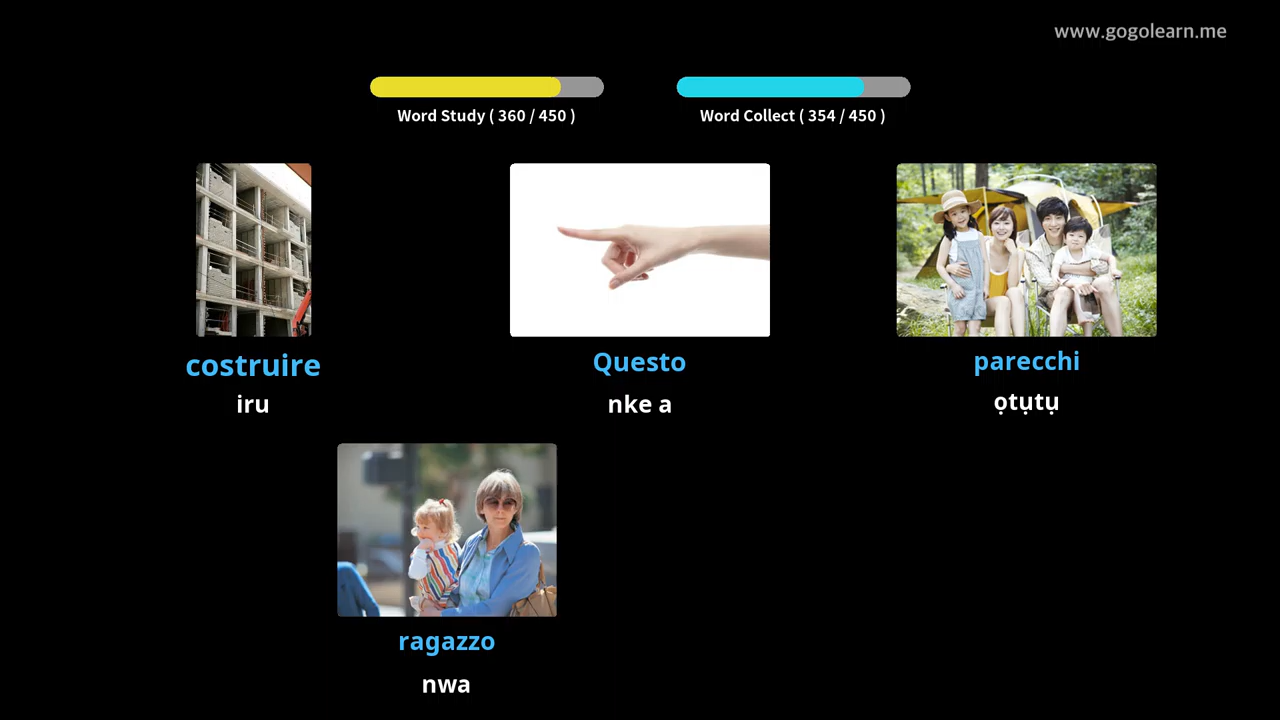 www.gogolearn.me
Word Study ( 360 / 450 )
Word Collect ( 354 / 450 )
costruire
iru
Questo
nke a
parecchi
ọtụtụ
ragazzo
nwa